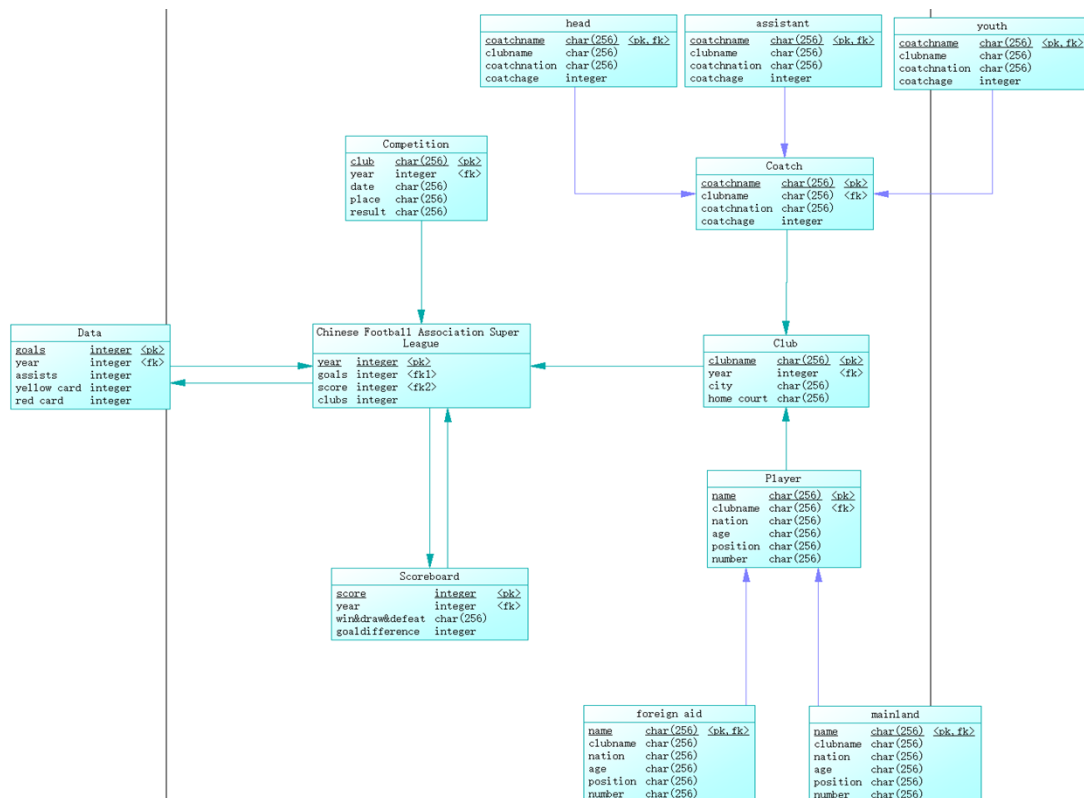 head
coatchname char(256) <pk,fk>
clubname char(256)
coatchnation char(256)
coatchage integer
assistant
coatchname char(256) <pk,fk>
clubname char(256)
coatchnation char(256)
coatchage integer
youth
coatchname char(256) <pk,fk>
clubname char(256)
coatchnation char(256)
coatchage integer
Competition
club char(256) <pk>
year integer <fk>
date char(256)
place char(256)
result char(256)
Coatch
coatchname char(256) <pk>
clubname char(256) <fk>
coatchnation char(256)
coatchage integer
Data
goals integer <pk>
year integer <fk>
assists integer
yellow card integer
red card integer
Chinese Football Association Super
League
year integer <pk>
goals integer <fk1>
score integer <fk2>
clubs integer
Club
clubname char(256) <pk>
year integer <fk>
city char(256)
home court char(256)
Player
name char(256) <pk>
clubname char(256) <fk>
nation char(256)
age char(256)
position char(256)
number char(256)
Scoreboard
score integer <pk>
year integer <fk>
win&draw&defeat char(256)
goaldifference integer
foreign aid
name char(256) <pk,fk>
clubname char(256)
nation char(256)
age char(256)
position char(256)
number char(256)
mainland
name char(256) <pk,fk>
clubname char(256)
nation char(256)
age char(256)
position char(256)
number char(256)